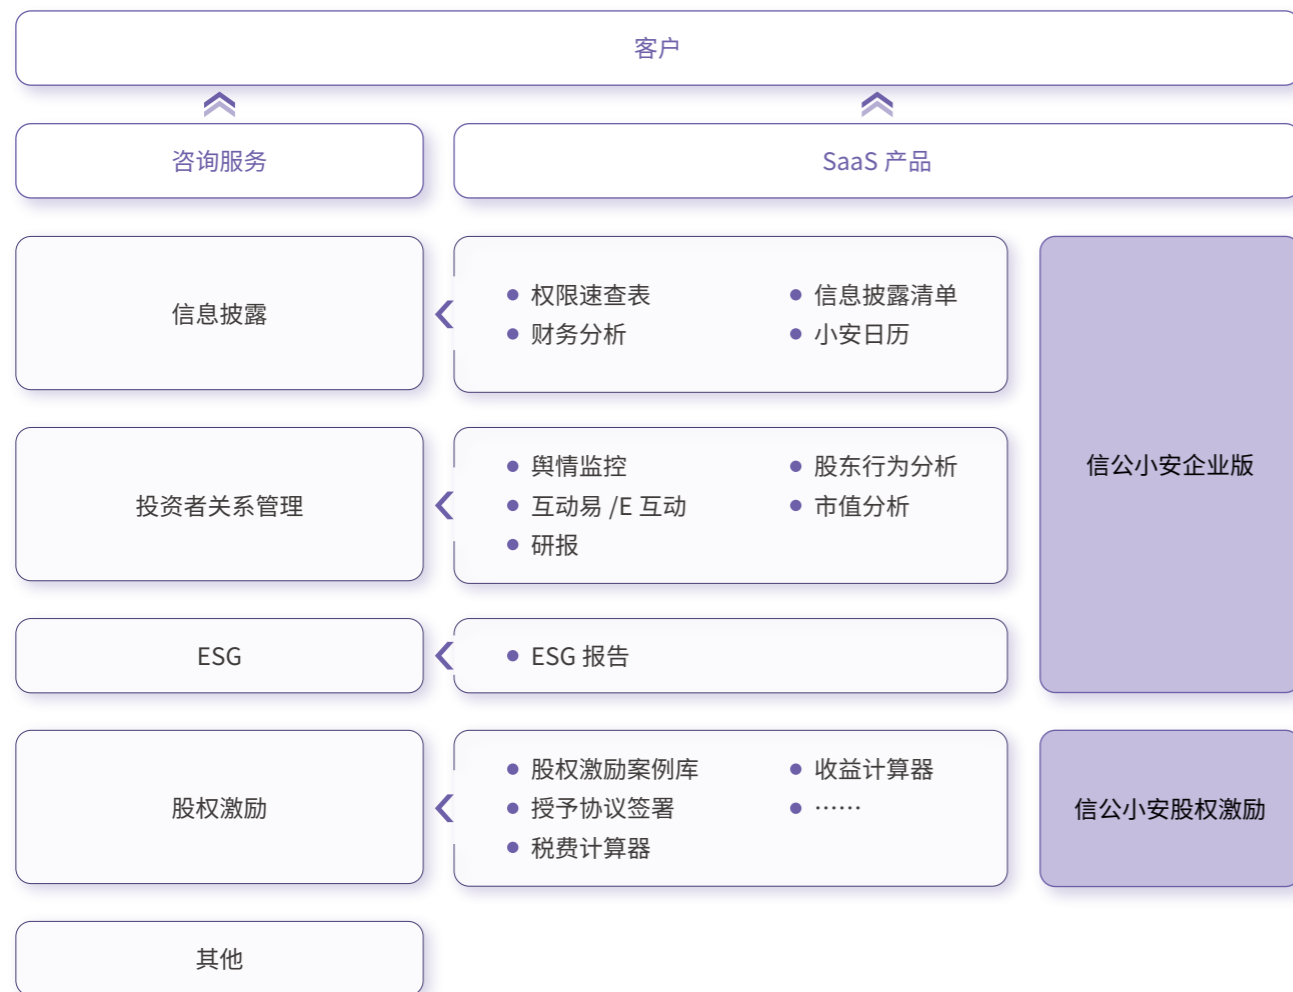 客户
咨询服务
SaaS 产品
信息披露
权限速查表
信息披露清单
财务分析
小安日历
投资者关系管理
舆情监控
股东行为分析
互动易 /E 互动
市值分析
研报
信公小安企业版
ESG
ESG 报告
股权激励
股权激励案例库
收益计算器
授予协议签署
……
税费计算器
信公小安股权激励
其他